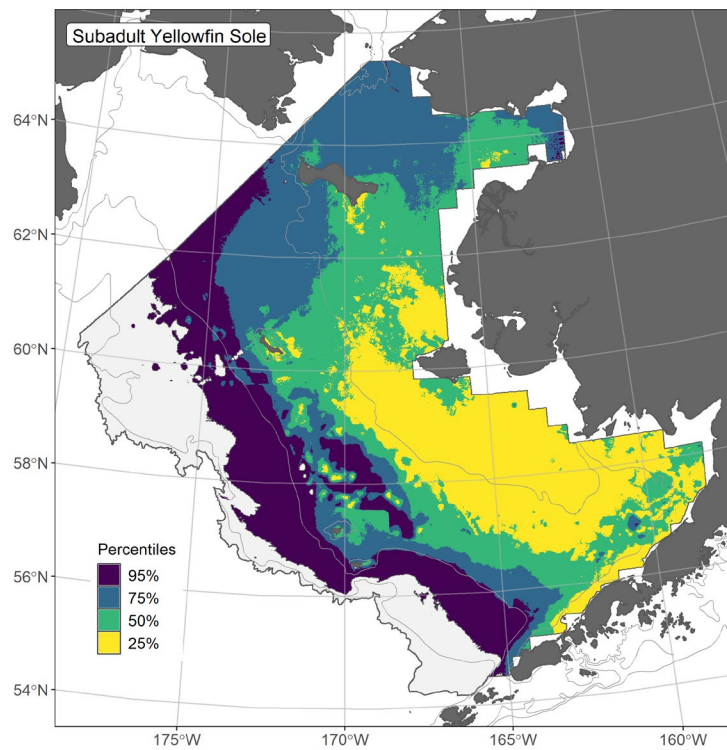 Subadult Yellowfin Sole
64°N
62°N
60°N
58°N
56°N
54°N
Percentiles
95%
75%
50%
25%
175°W
170°W
165°W
160°W